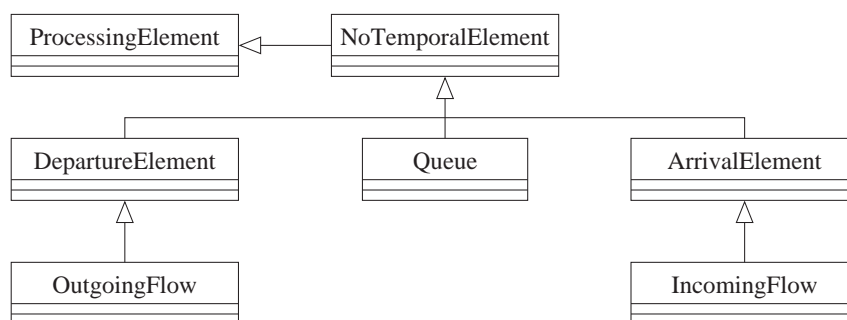 ProcessingElement
NoTemporalElement
DepartureElement
Queue
ArrivalElement
OutgoingFlow
IncomingFlow